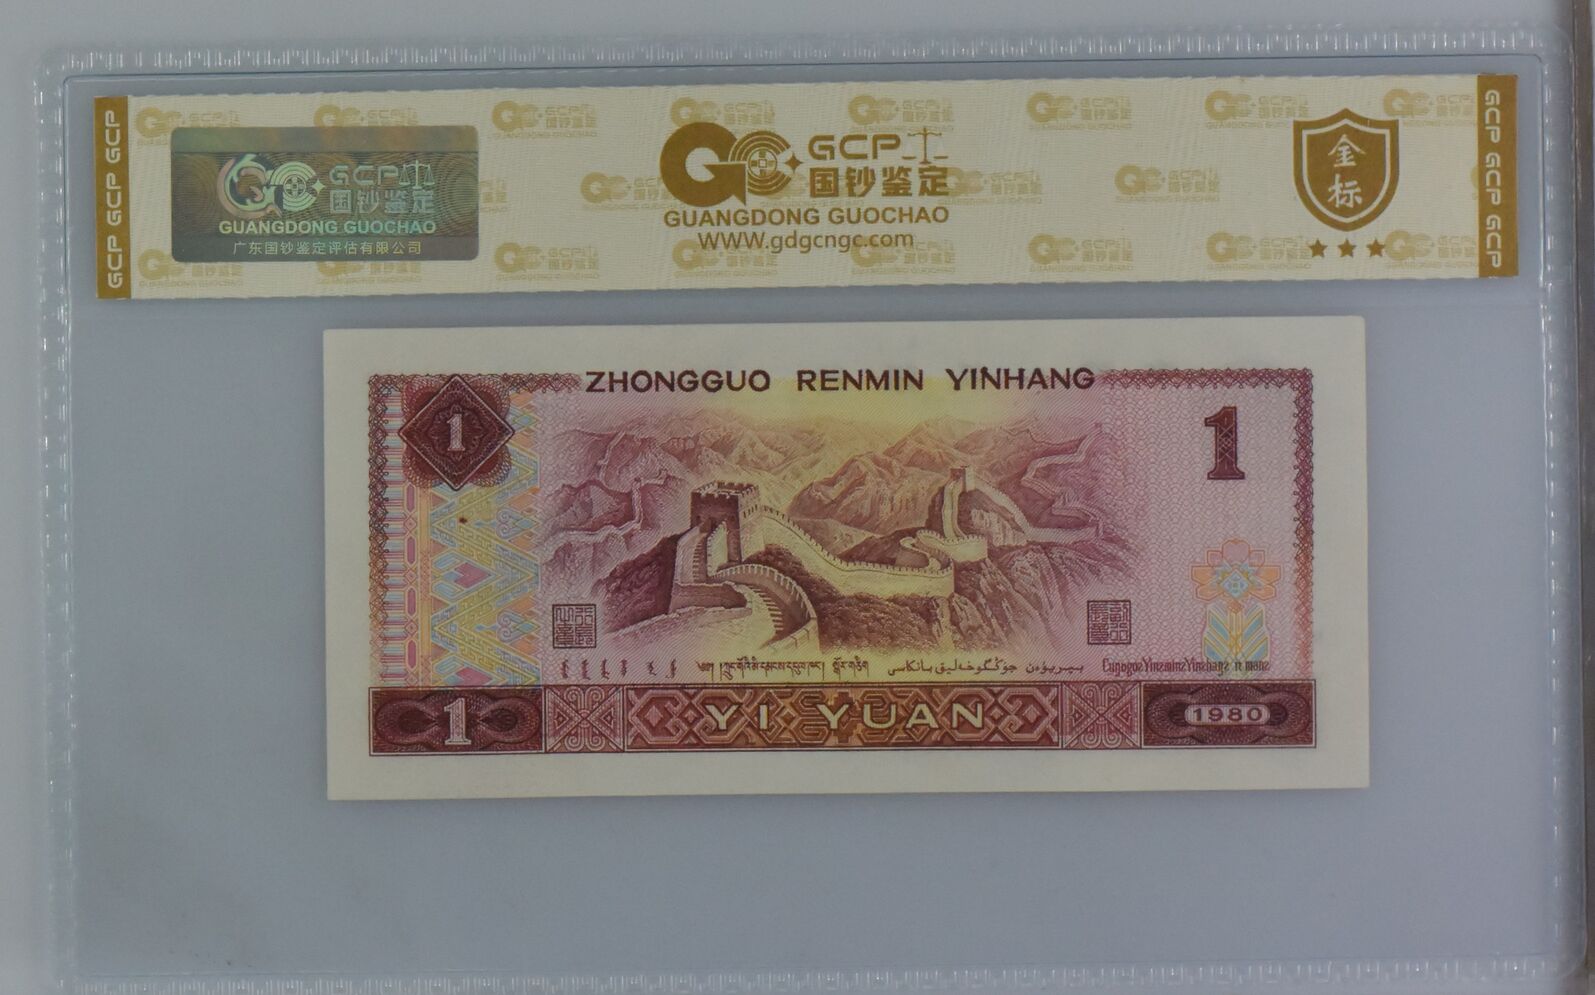 GCP GCP GCP
GCP
国钞鉴定
GUANGDONG GUOCHAO
广东国钞鉴定评估有限公司
GCP
国钞鉴定
GUANGDONG GUOCHAO
WWW.gdgcngc.com
金
标
GCP GCP GCP
ZHONGGUO RENMIN YINHANG
1
1
YI YUAN
1
1980